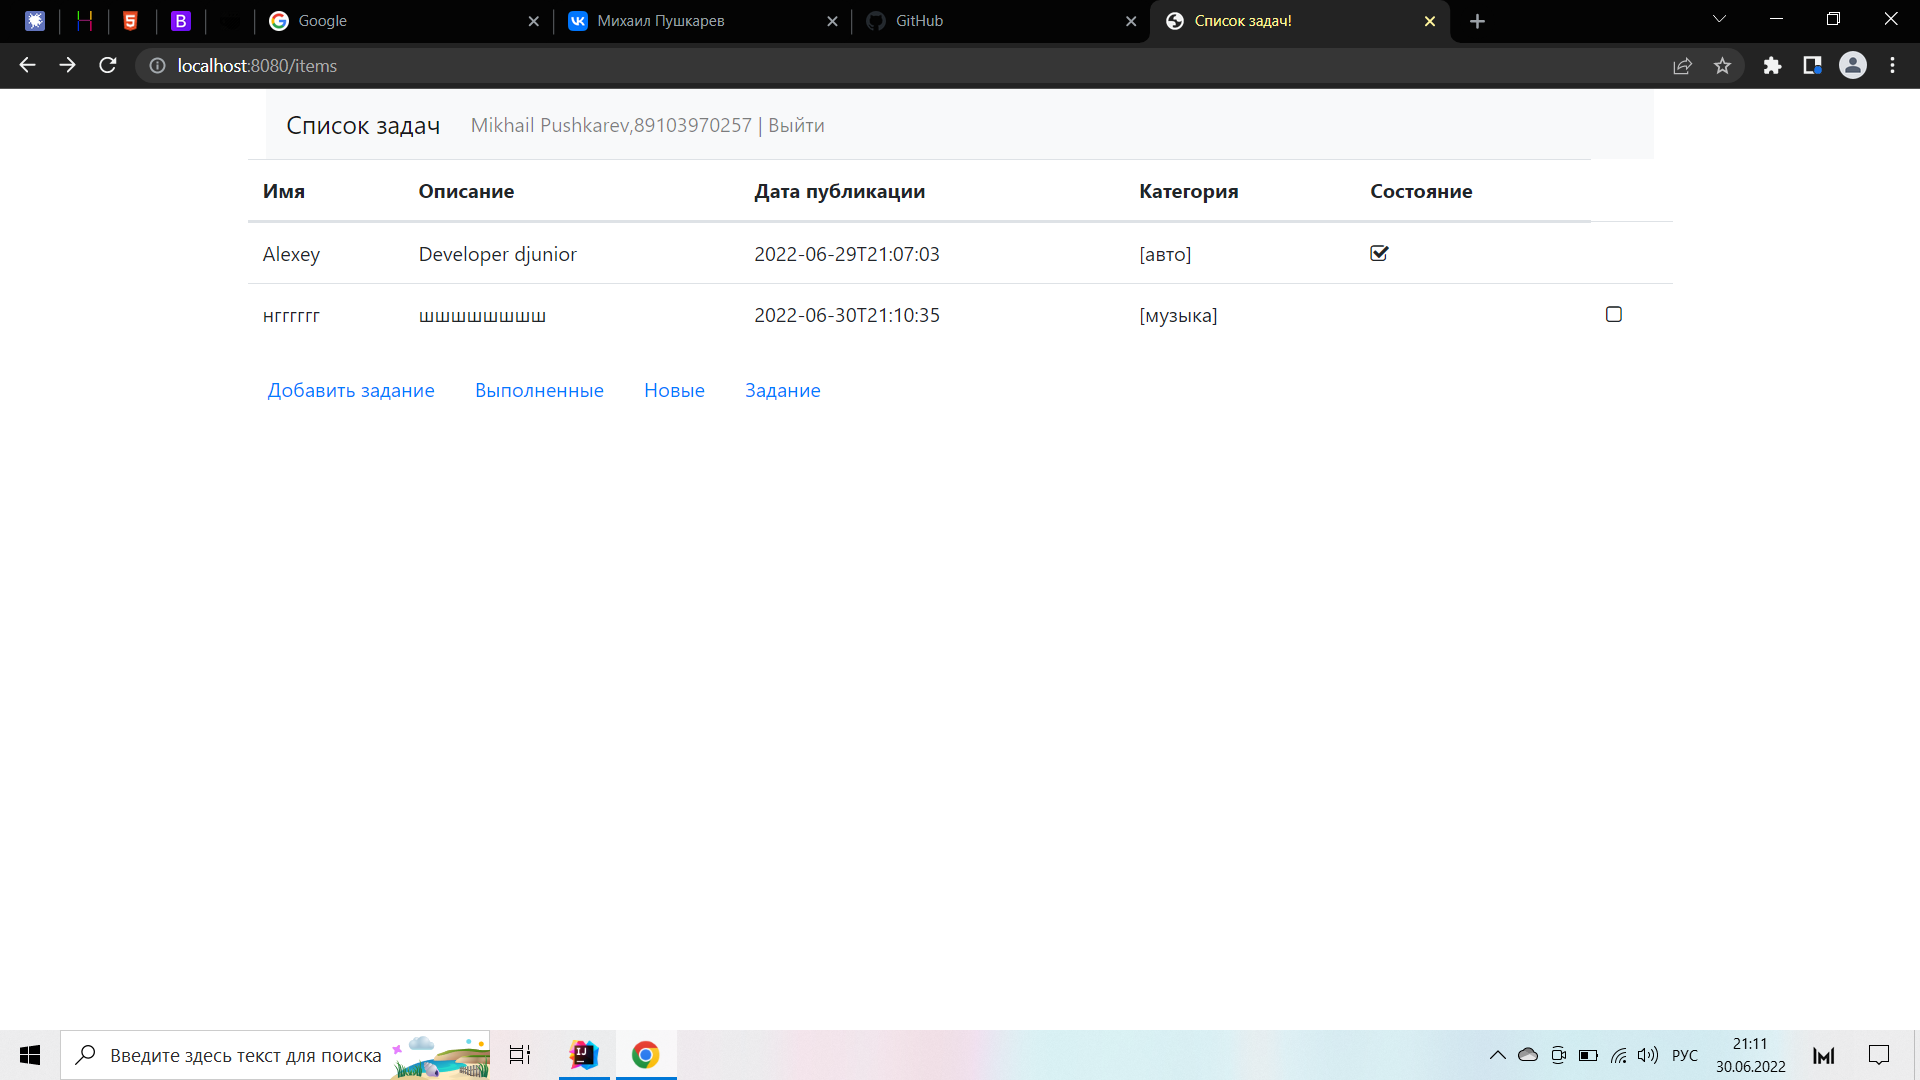 Google
Михаил Пушкарев
GitHub
Список задач!
localhost:8080/items
Список задач Mikhail Pushkarev,89103970257 | Выйти
Имя Описание Дата публикации Категория Состояние
Alexey Developer djunior 2022-06-29T21:07:03 [авто]
нгггггг шшшшшшшш 2022-06-30T21:10:35 [музыка]
Добавить задание Выполненные Новые Задание
Введите здесь текст для поиска
РУС
21:11
30.06.2022